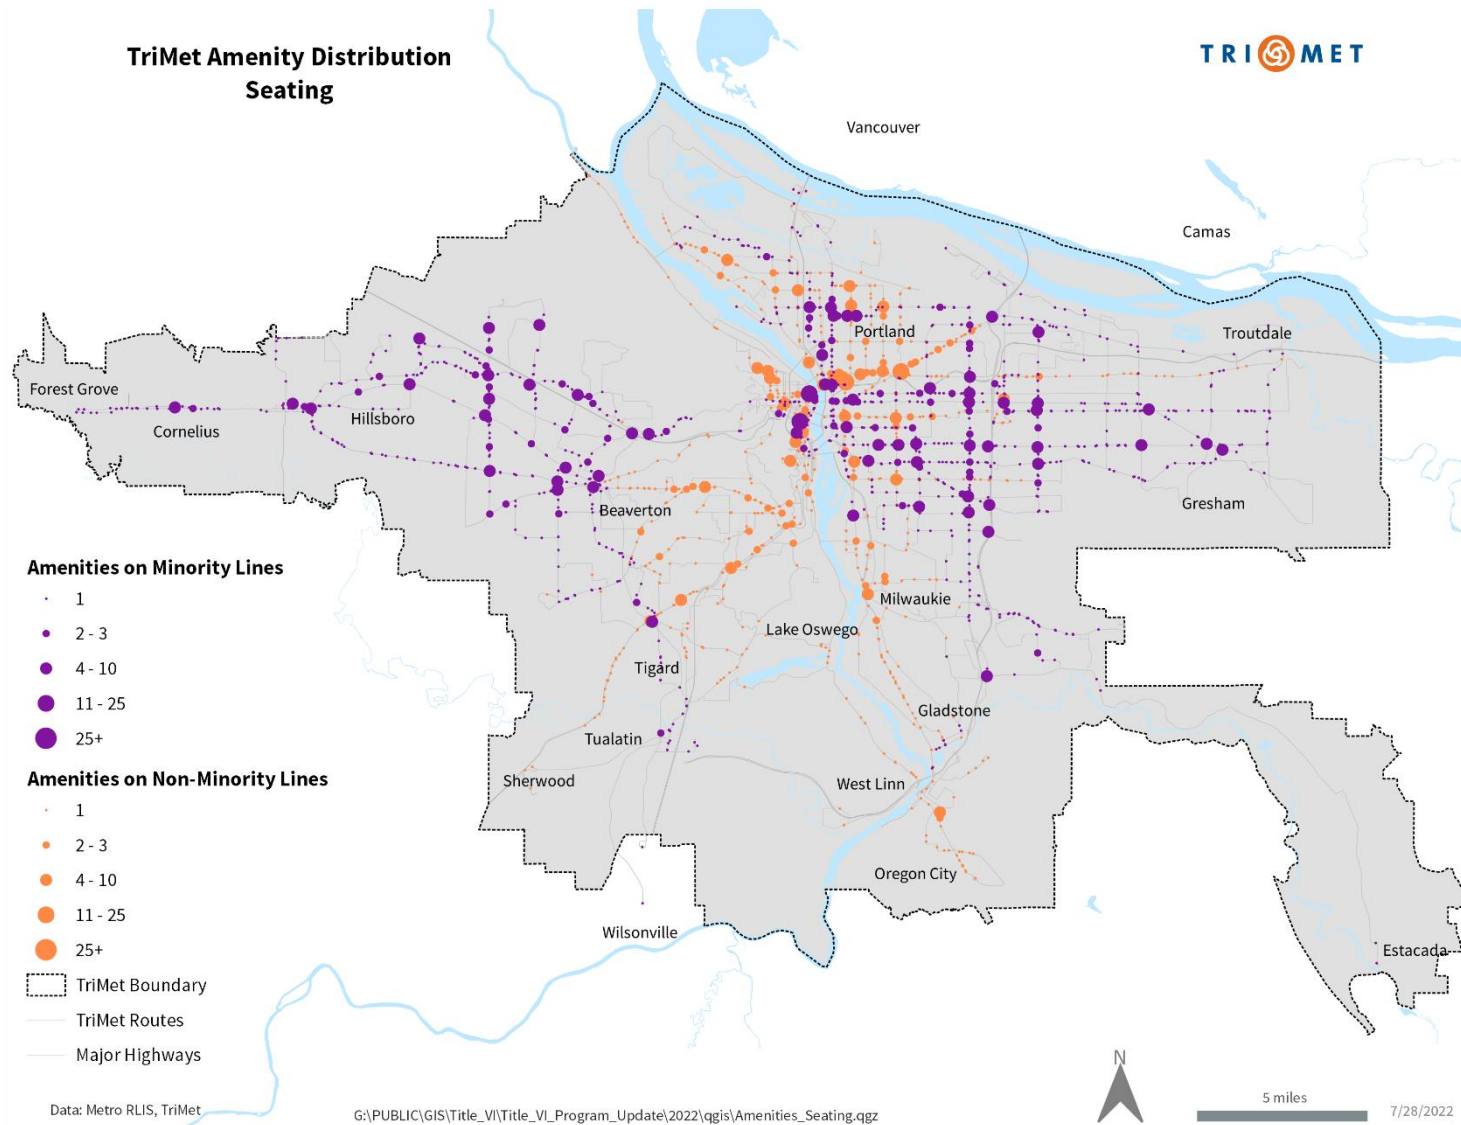 TriMet Amenity Distribution
Seating
TRI MET
Vancouver
Camas
Portland
Troutdale
Forest Grove
Cornelius
Hillsboro
Beaverton
Gresham
Milwaukie
Lake Oswego
Tigard
Gladstone
Tualatin
Sherwood
West Linn
Oregon City
Wilsonville
Estacada
Amenities on Minority Lines
1
2 - 3
4 - 10
11 - 25
25+
Amenities on Non-Minority Lines
1
2 - 3
4 - 10
11 - 25
25+
TriMet Boundary
TriMet Routes
Major Highways
Data: Metro RLIS, TriMet
G:\PUBLIC\GIS\Title_VI\Title_VI_Program_Update\2022\qgis\Amenities_Seating.qgz
N
5 miles
7/28/2022